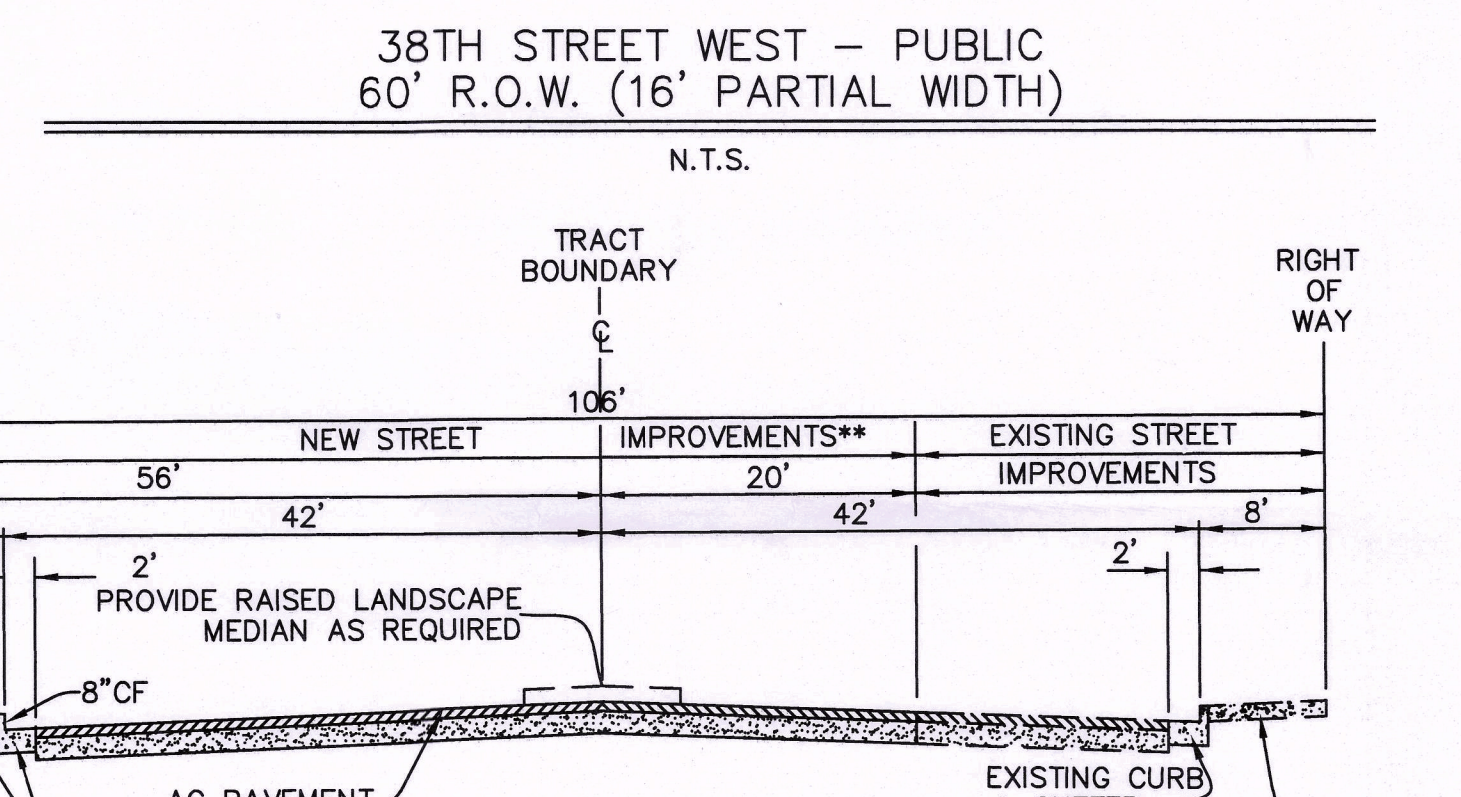 38TH STREET WEST – PUBLIC
60' R.O.W. (16' PARTIAL WIDTH)
N.T.S.
TRACT
BOUNDARY
℄
RIGHT
OF
WAY
106'
NEW STREET IMPROVEMENTS** EXISTING STREET
56' 20' IMPROVEMENTS
42' 42' 8'
2' 2'
PROVIDE RAISED LANDSCAPE
MEDIAN AS REQUIRED
8"CF
EXISTING CURB
AC PAVEMENT